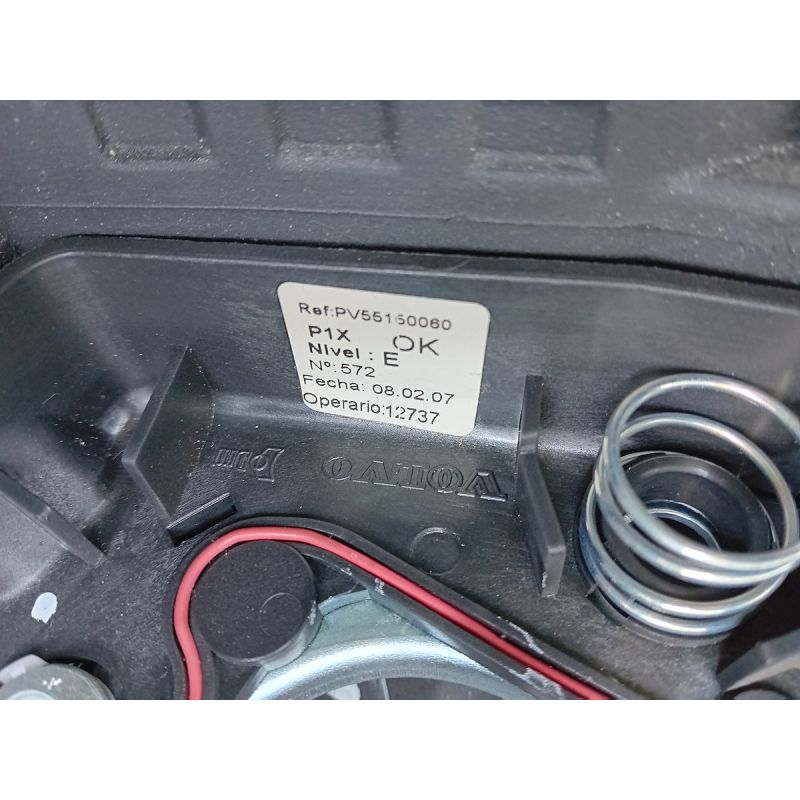 Ref:PV55160060
P1X OK
Nivel : E
Nº:572
Fecha: 08.02.07
Operario:12737
VOLVO